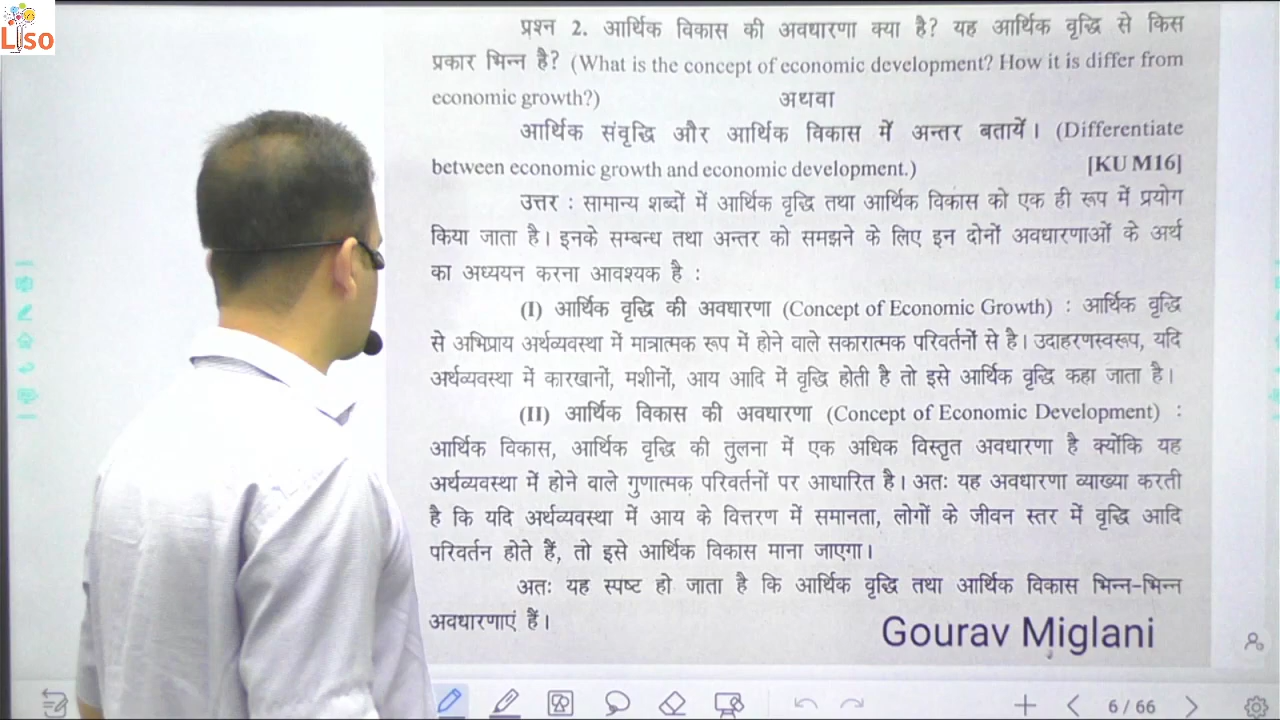 Liso
प्रश्न 2. आर्थिक विकास की अवधारणा क्या है? यह आर्थिक वृद्धि से किस
प्रकार भिन्न है? (What is the concept of economic development? How it is differ from
economic growth?) अथवा
आर्थिक संवृद्धि और आर्थिक विकास में अन्तर बतायें। (Differentiate
between economic growth and economic development.) [KU M16]
उत्तर : सामान्य शब्दों में आर्थिक वृद्धि तथा आर्थिक विकास को एक ही रूप में प्रयोग
किया जाता है। इनके सम्बन्ध तथा अन्तर को समझने के लिए इन दोनों अवधारणाओं के अर्थ
का अध्ययन करना आवश्यक है :
(I) आर्थिक वृद्धि की अवधारणा (Concept of Economic Growth) : आर्थिक वृद्धि
से अभिप्राय अर्थव्यवस्था में मात्रात्मक रूप में होने वाले सकारात्मक परिवर्तनों से है। उदाहरणस्वरूप, यदि
अर्थव्यवस्था में कारखानों, मशीनों, आय आदि में वृद्धि होती है तो इसे आर्थिक वृद्धि कहा जाता है।
(II) आर्थिक विकास की अवधारणा (Concept of Economic Development) :
आर्थिक विकास, आर्थिक वृद्धि की तुलना में एक अधिक विस्तृत अवधारणा है क्योंकि यह
अर्थव्यवस्था में होने वाले गुणात्मक परिवर्तनों पर आधारित है। अतः यह अवधारणा व्याख्या करती
है कि यदि अर्थव्यवस्था में आय के वित्तरण में समानता, लोगों के जीवन स्तर में वृद्धि आदि
परिवर्तन होते हैं, तो इसे आर्थिक विकास माना जाएगा।
अतः यह स्पष्ट हो जाता है कि आर्थिक वृद्धि तथा आर्थिक विकास भिन्न-भिन्न
अवधारणाएं हैं।
Gourav Miglani
6 / 66